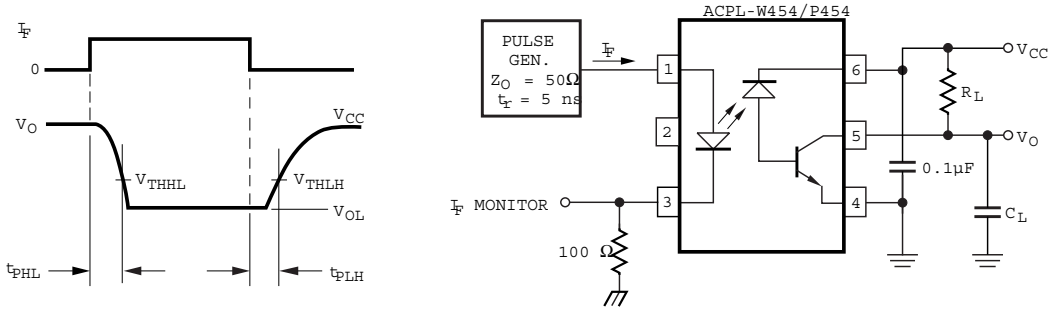 IF
0
VO
VCC
VTHHL
VTHLH
VOL
tPHL
tPLH
ACPL-W454/P454
PULSE
GEN.
ZO = 50Ω
tr = 5 ns
IF
1
2
3
6
5
4
VCC
RL
VO
0.1µF
CL
IF MONITOR
100 Ω